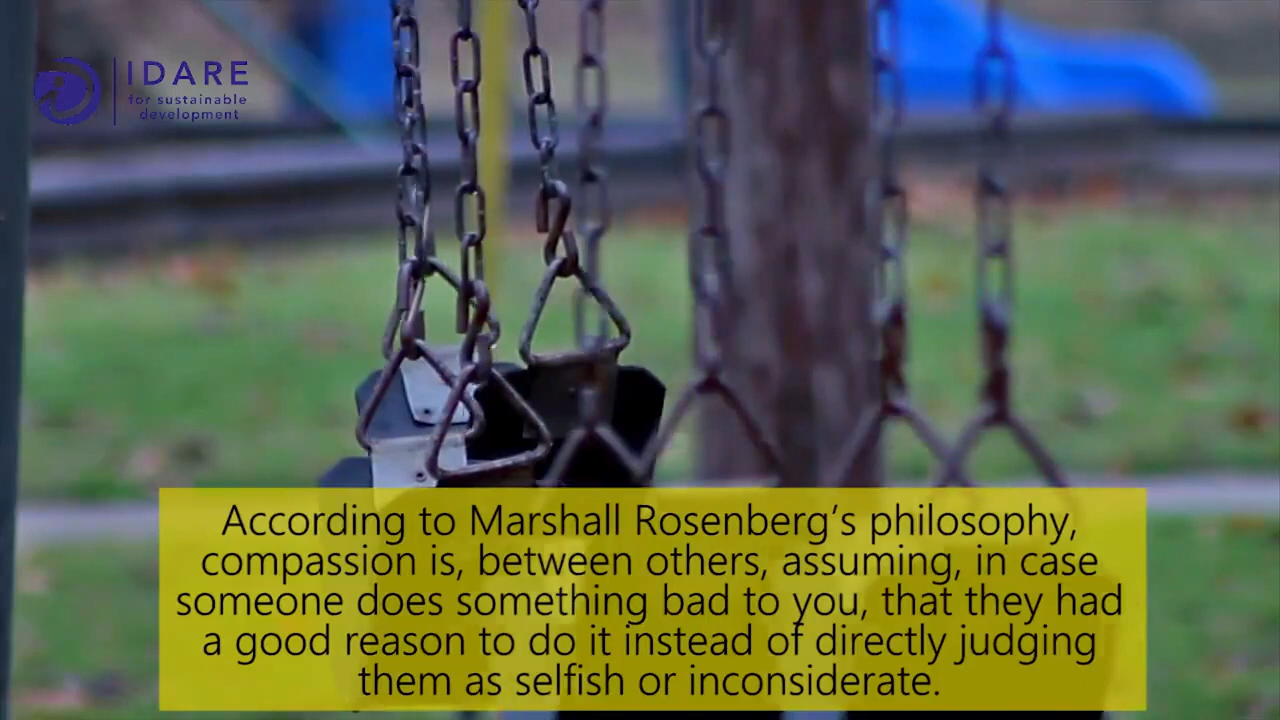 IDARE
for sustainable
development
According to Marshall Rosenberg‘s philosophy,
compassion is, between others, assuming, in case
someone does something bad to you, that they had
a good reason to do it instead of directly judging
them as selfish or inconsiderate.